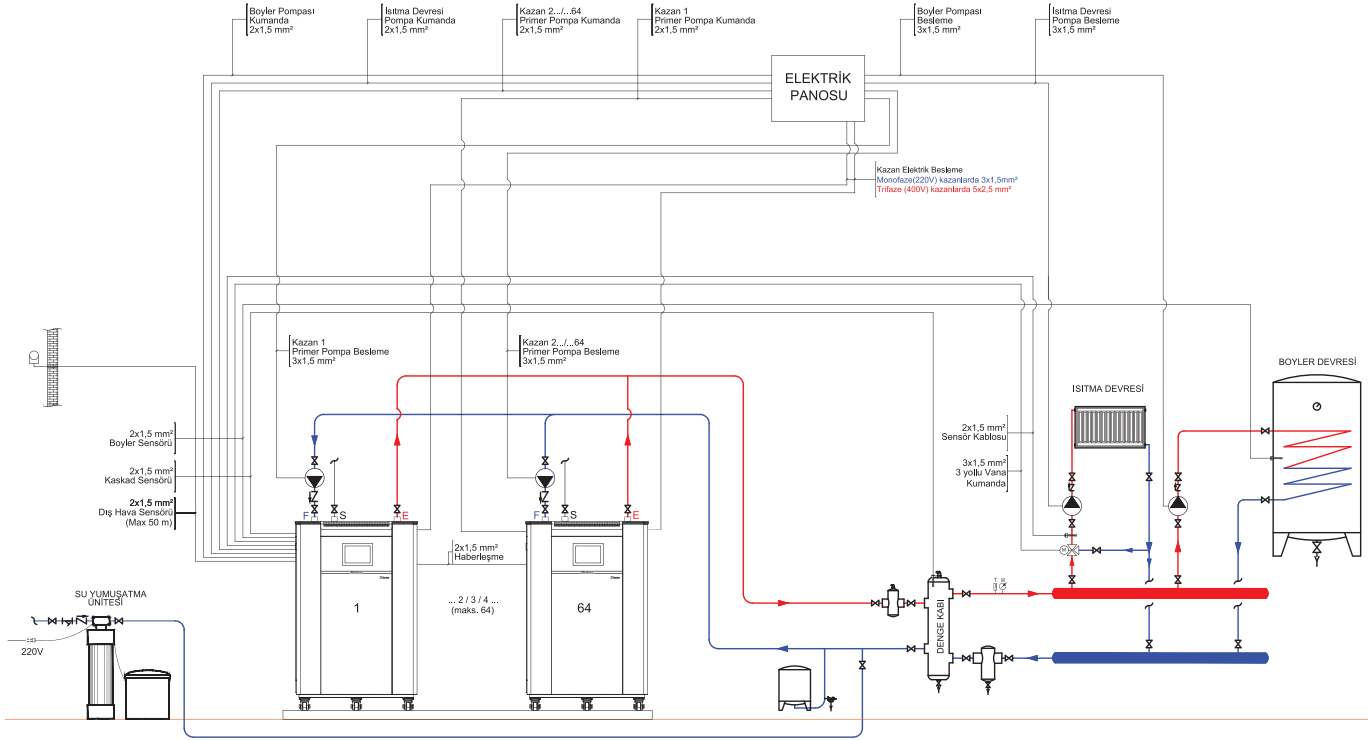 Boyler Pompası
Kumanda
2x1,5 mm²
Isıtma Devresi
Pompa Kumanda
2x1,5 mm²
Kazan 2.../...64
Primer Pompa Kumanda
2x1,5 mm²
Kazan 1
Primer Pompa Kumanda
2x1,5 mm²
Boyler Pompası
Besleme
3x1,5 mm²
Isıtma Devresi
Pompa Besleme
3x1,5 mm²
ELEKTRİK
PANOSU
Kazan Elektrik Besleme
Monofaze(220V) kazanlarda 3x1,5mm²
Trifaze (400V) kazanlarda 5x2,5 mm²
Kazan 1
Primer Pompa Besleme
3x1,5 mm²
Kazan 2.../...64
Primer Pompa Besleme
3x1,5 mm²
BOYLER DEVRESİ
ISITMA DEVRESİ
2x1,5 mm²
Boyler Sensörü
2x1,5 mm²
Kaskad Sensörü
2x1,5 mm²
Dış Hava Sensörü
(Max 50 m)
2x1,5 mm²
Sensör Kablosu
3x1,5 mm²
3 yollu Vana
Kumanda
F
S
E
F
S
E
2x1,5 mm²
Haberleşme
M
T
M
SU YUMUŞATMA
ÜNİTESİ
220V
1
... 2 / 3 / 4 ...
(maks. 64)
64
DENGE KABI